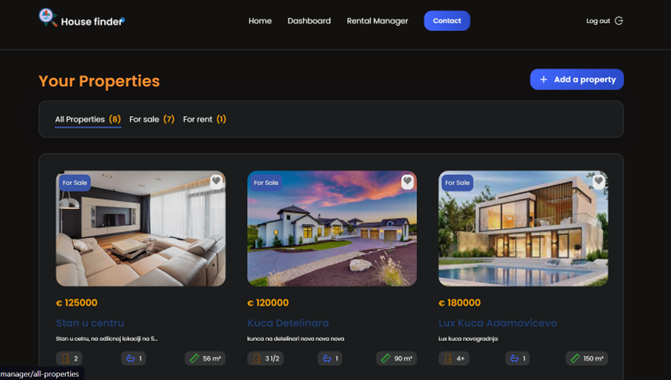 House finder
Home Dashboard Rental Manager Contact Log out
Your Properties
+ Add a property
All Properties (8) For sale (7) For rent (1)
For Sale For Sale For Sale
€ 125000 € 120000 € 180000
Stan u centru Kuca Detelinara Lux Kuca Adamovicevo
Stan u cetnu, na odlicnoj lokaciji na 5... kunca na detelinari nova nova nova Lux kuca novogradnja
2 1 56 m² 3 1/2 1 90 m² 4+ 1 150 m²
manager/all-properties